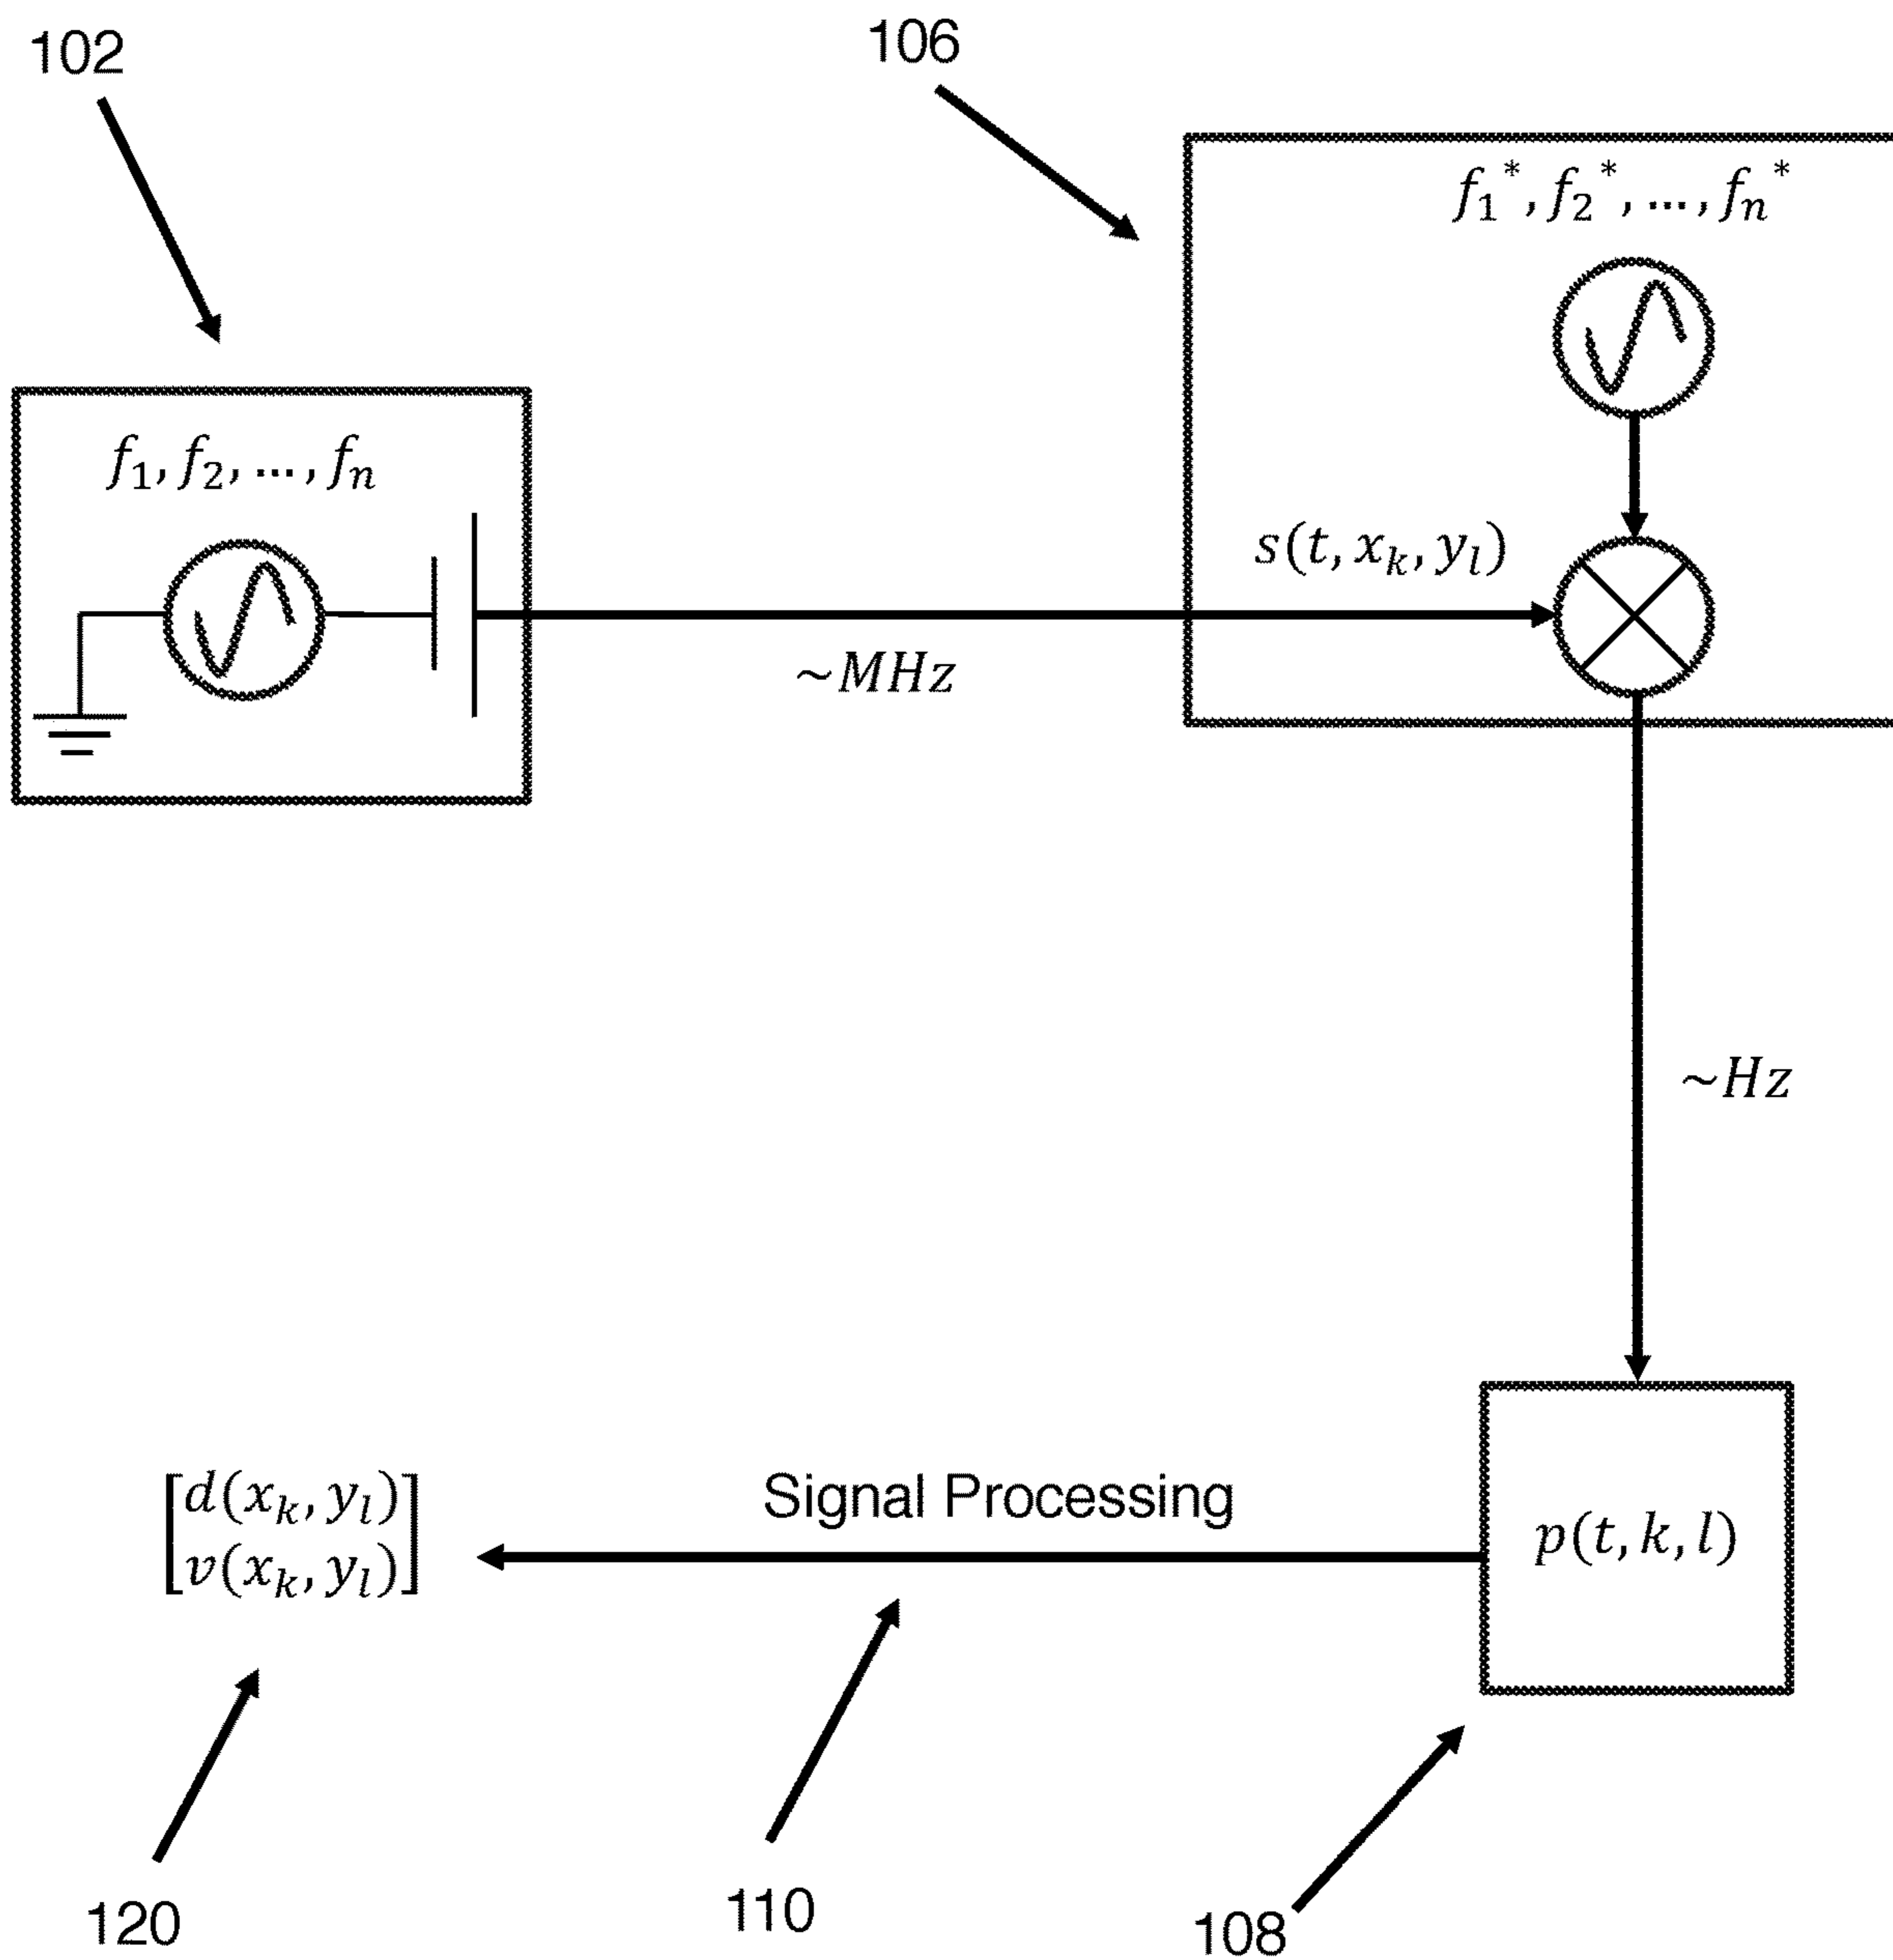 102
106
f₁*, f₂*, ..., fₙ*
f₁, f₂, ..., fₙ
s(t, xₖ, yₗ)
~MHz
~Hz
[d(xₖ, yₗ)]
[v(xₖ, yₗ)]
Signal Processing
p(t, k, l)
120
110
108